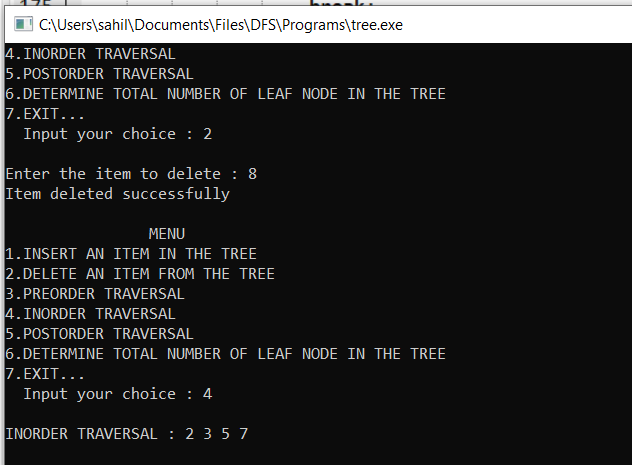 break;
C:\Users\sahil\Documents\Files\DFS\Programs\tree.exe
4.INORDER TRAVERSAL
5.POSTORDER TRAVERSAL
6.DETERMINE TOTAL NUMBER OF LEAF NODE IN THE TREE
7.EXIT...
Input your choice : 2
Enter the item to delete : 8
Item deleted successfully
MENU
1.INSERT AN ITEM IN THE TREE
2.DELETE AN ITEM FROM THE TREE
3.PREORDER TRAVERSAL
4.INORDER TRAVERSAL
5.POSTORDER TRAVERSAL
6.DETERMINE TOTAL NUMBER OF LEAF NODE IN THE TREE
7.EXIT...
Input your choice : 4
INORDER TRAVERSAL : 2 3 5 7